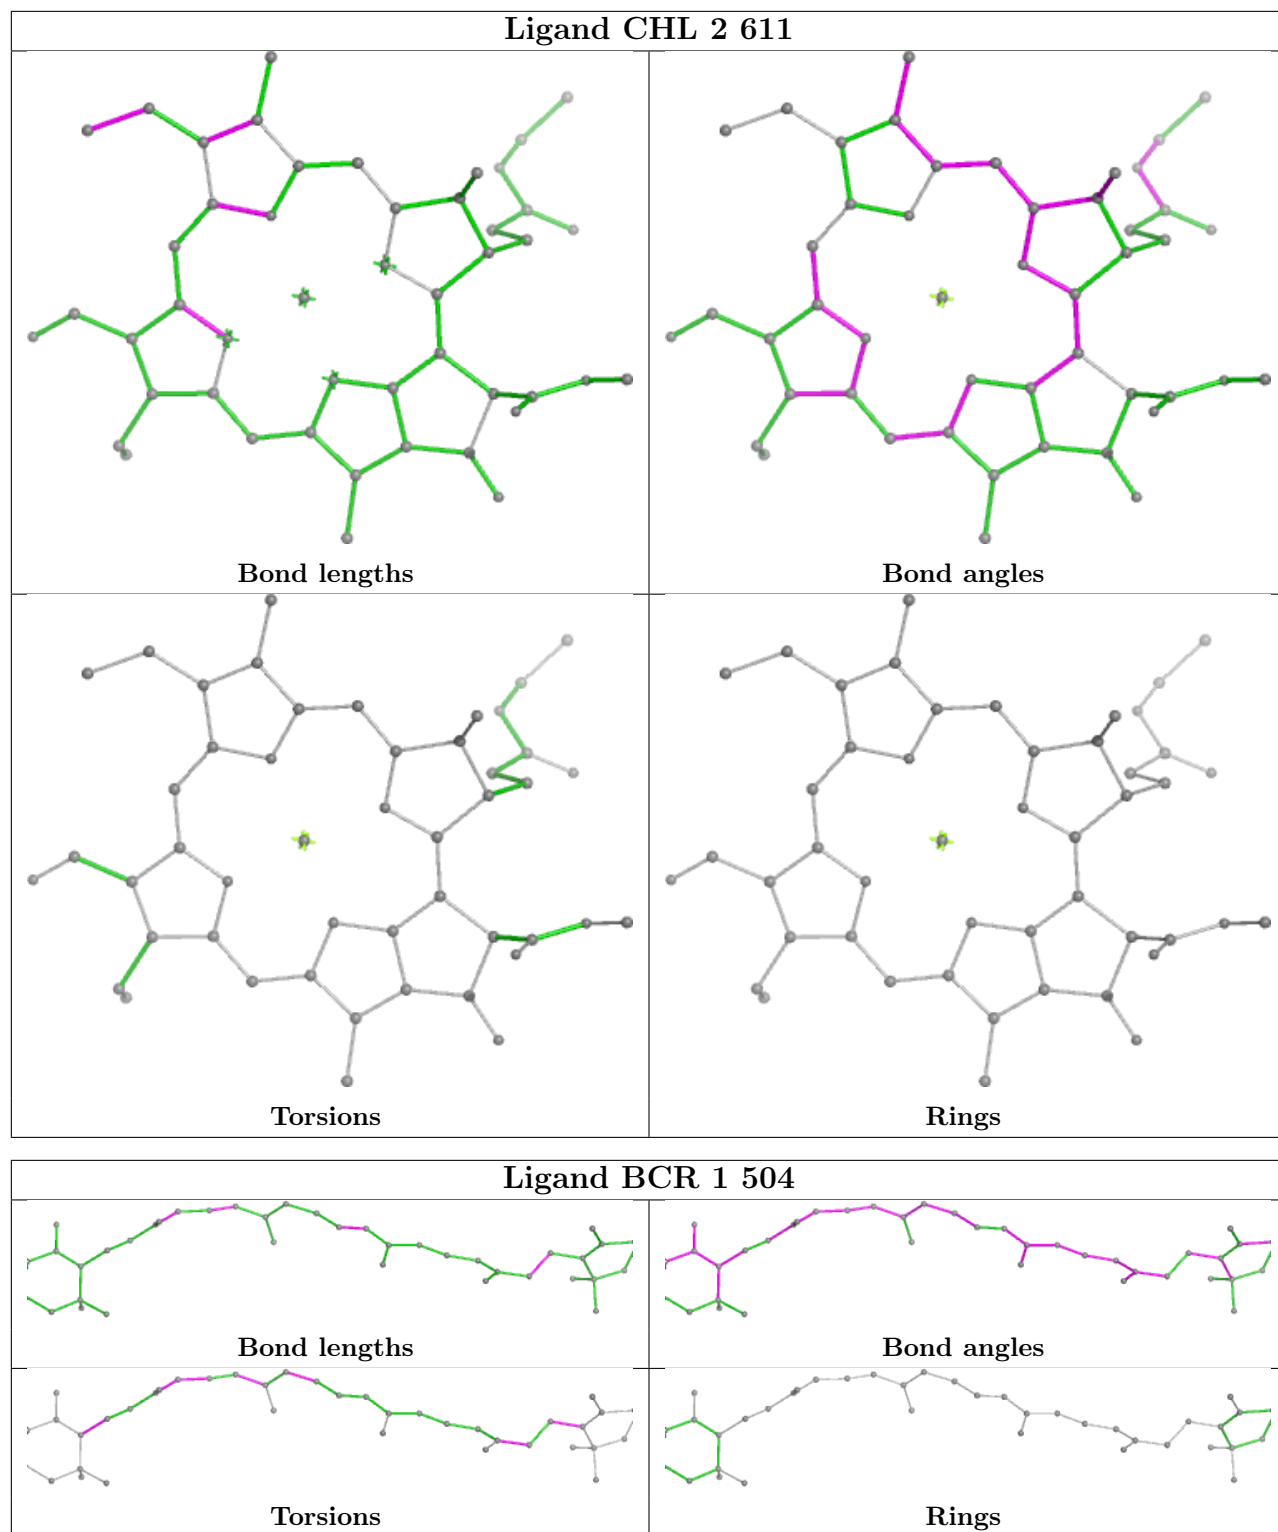 Ligand CHL 2 611
Bond lengths
Bond angles
Torsions
Rings
Ligand BCR 1 504
Bond lengths
Bond angles
Torsions
Rings